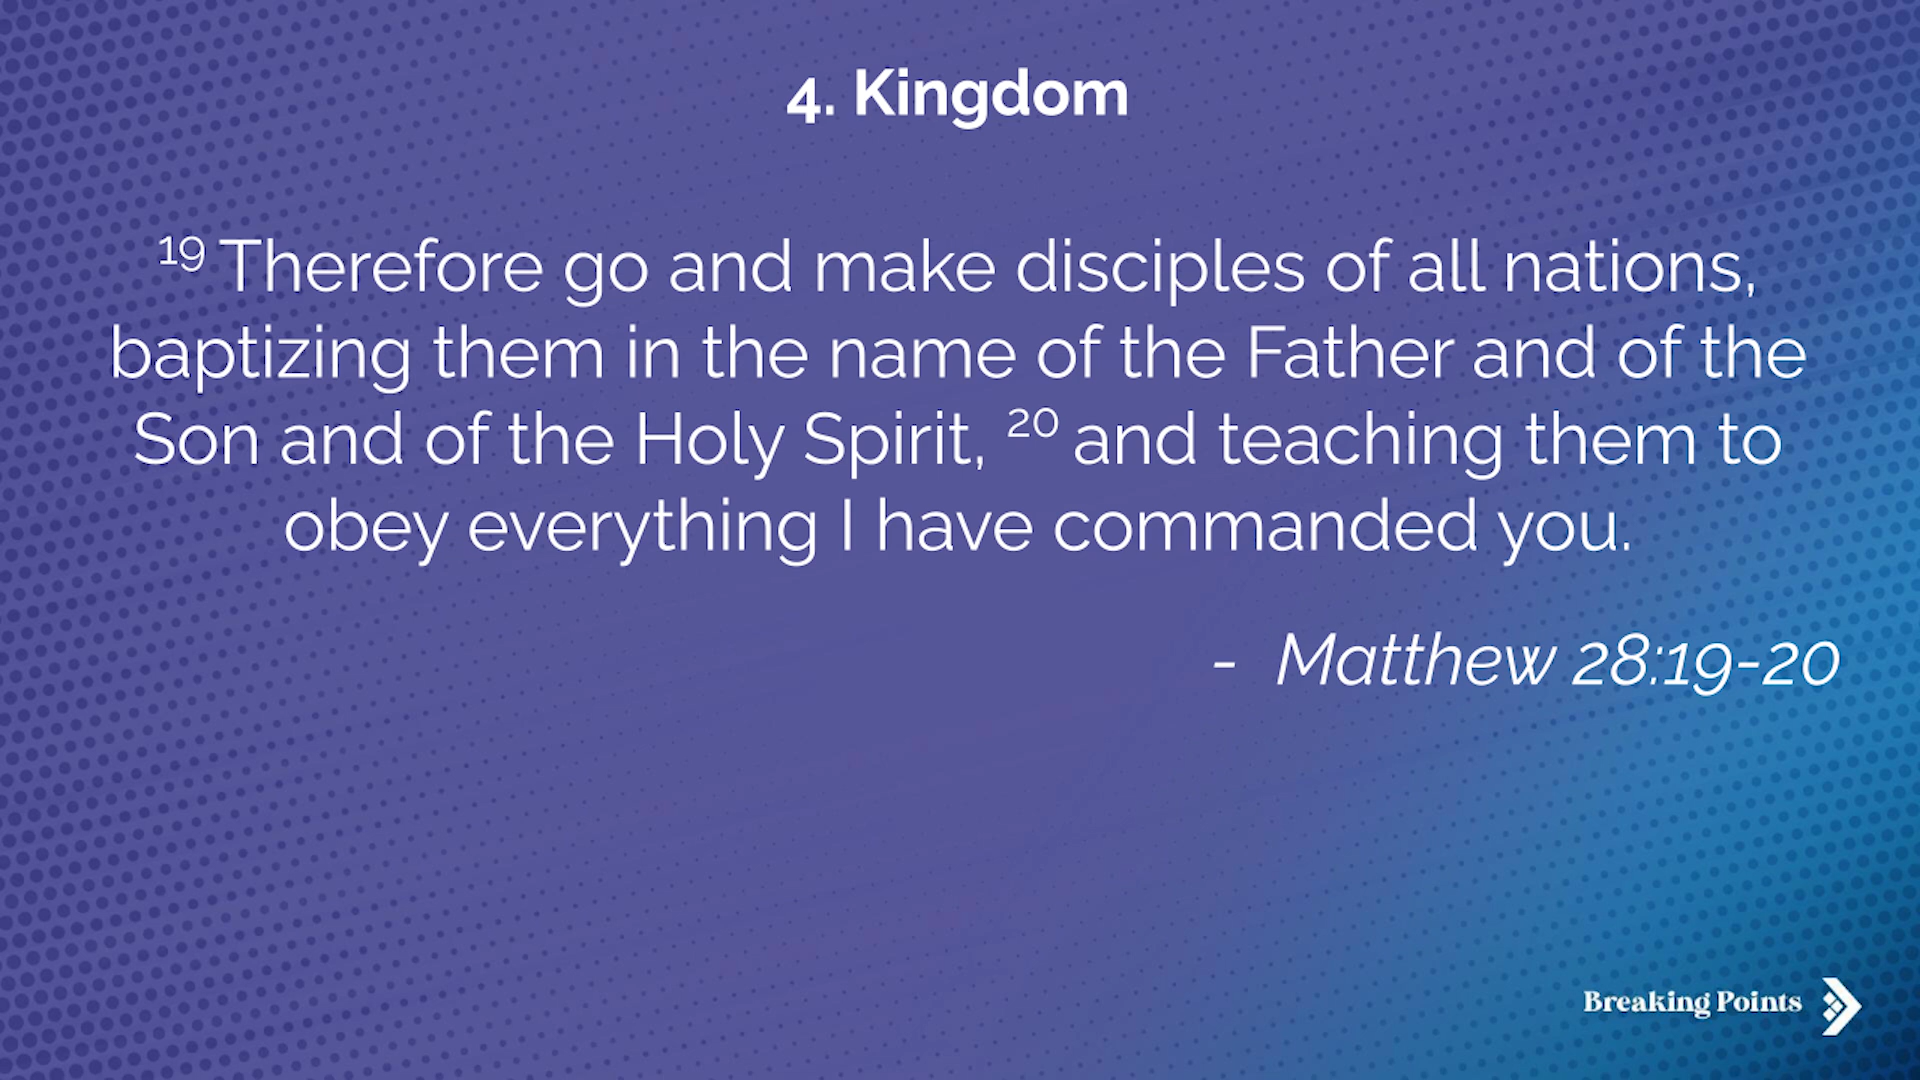 4. Kingdom
19 Therefore go and make disciples of all nations,
baptizing them in the name of the Father and of the
Son and of the Holy Spirit, 20 and teaching them to
obey everything I have commanded you.
- Matthew 28:19-20
Breaking Points